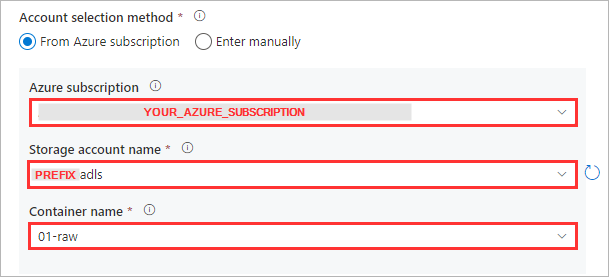 Account selection method *
From Azure subscription Enter manually
Azure subscription
YOUR_AZURE_SUBSCRIPTION
Storage account name *
PREFIX adls
Container name *
01-raw